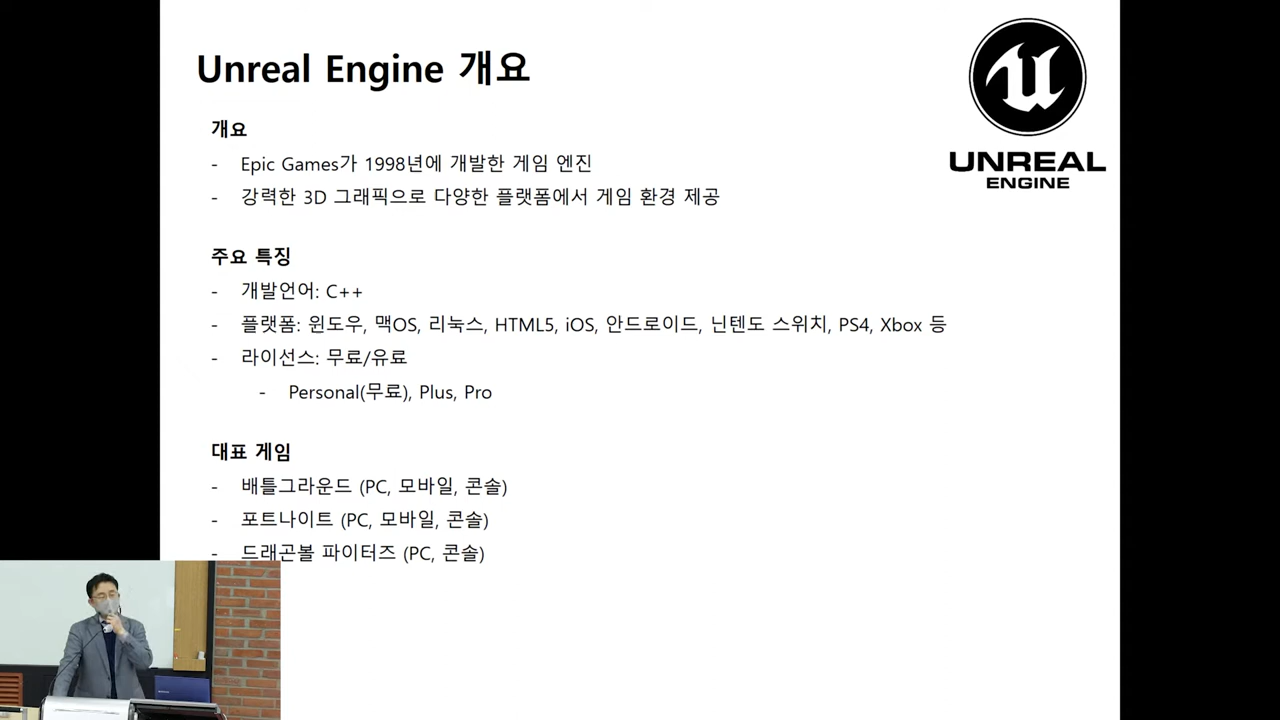 Unreal Engine 개요
UNREAL
ENGINE
개요
- Epic Games가 1998년에 개발한 게임 엔진
- 강력한 3D 그래픽으로 다양한 플랫폼에서 게임 환경 제공
주요 특징
- 개발언어: C++
- 플랫폼: 윈도우, 맥OS, 리눅스, HTML5, iOS, 안드로이드, 닌텐도 스위치, PS4, Xbox 등
- 라이선스: 무료/유료
- Personal(무료), Plus, Pro
대표 게임
- 배틀그라운드 (PC, 모바일, 콘솔)
- 포트나이트 (PC, 모바일, 콘솔)
- 드래곤볼 파이터즈 (PC, 콘솔)